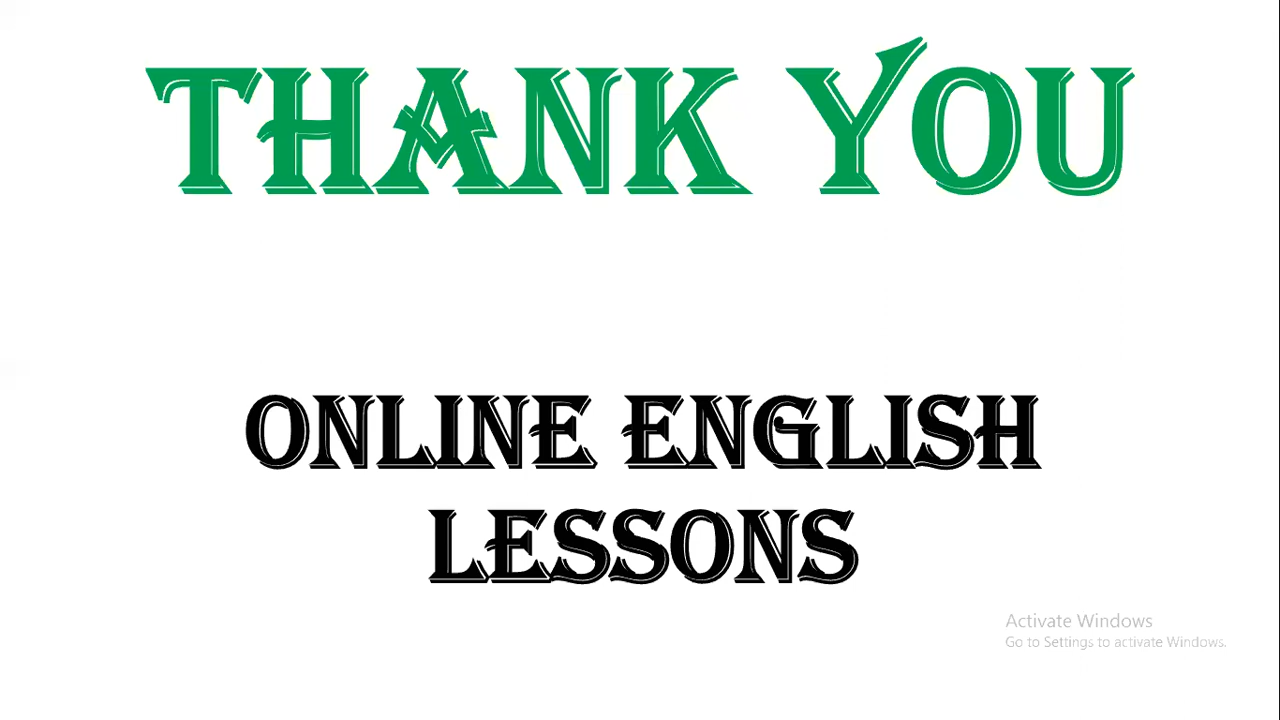 THANK YOU
ONLINE ENGLISH
LESSONS
Activate Windows
Go to Settings to activate Windows.